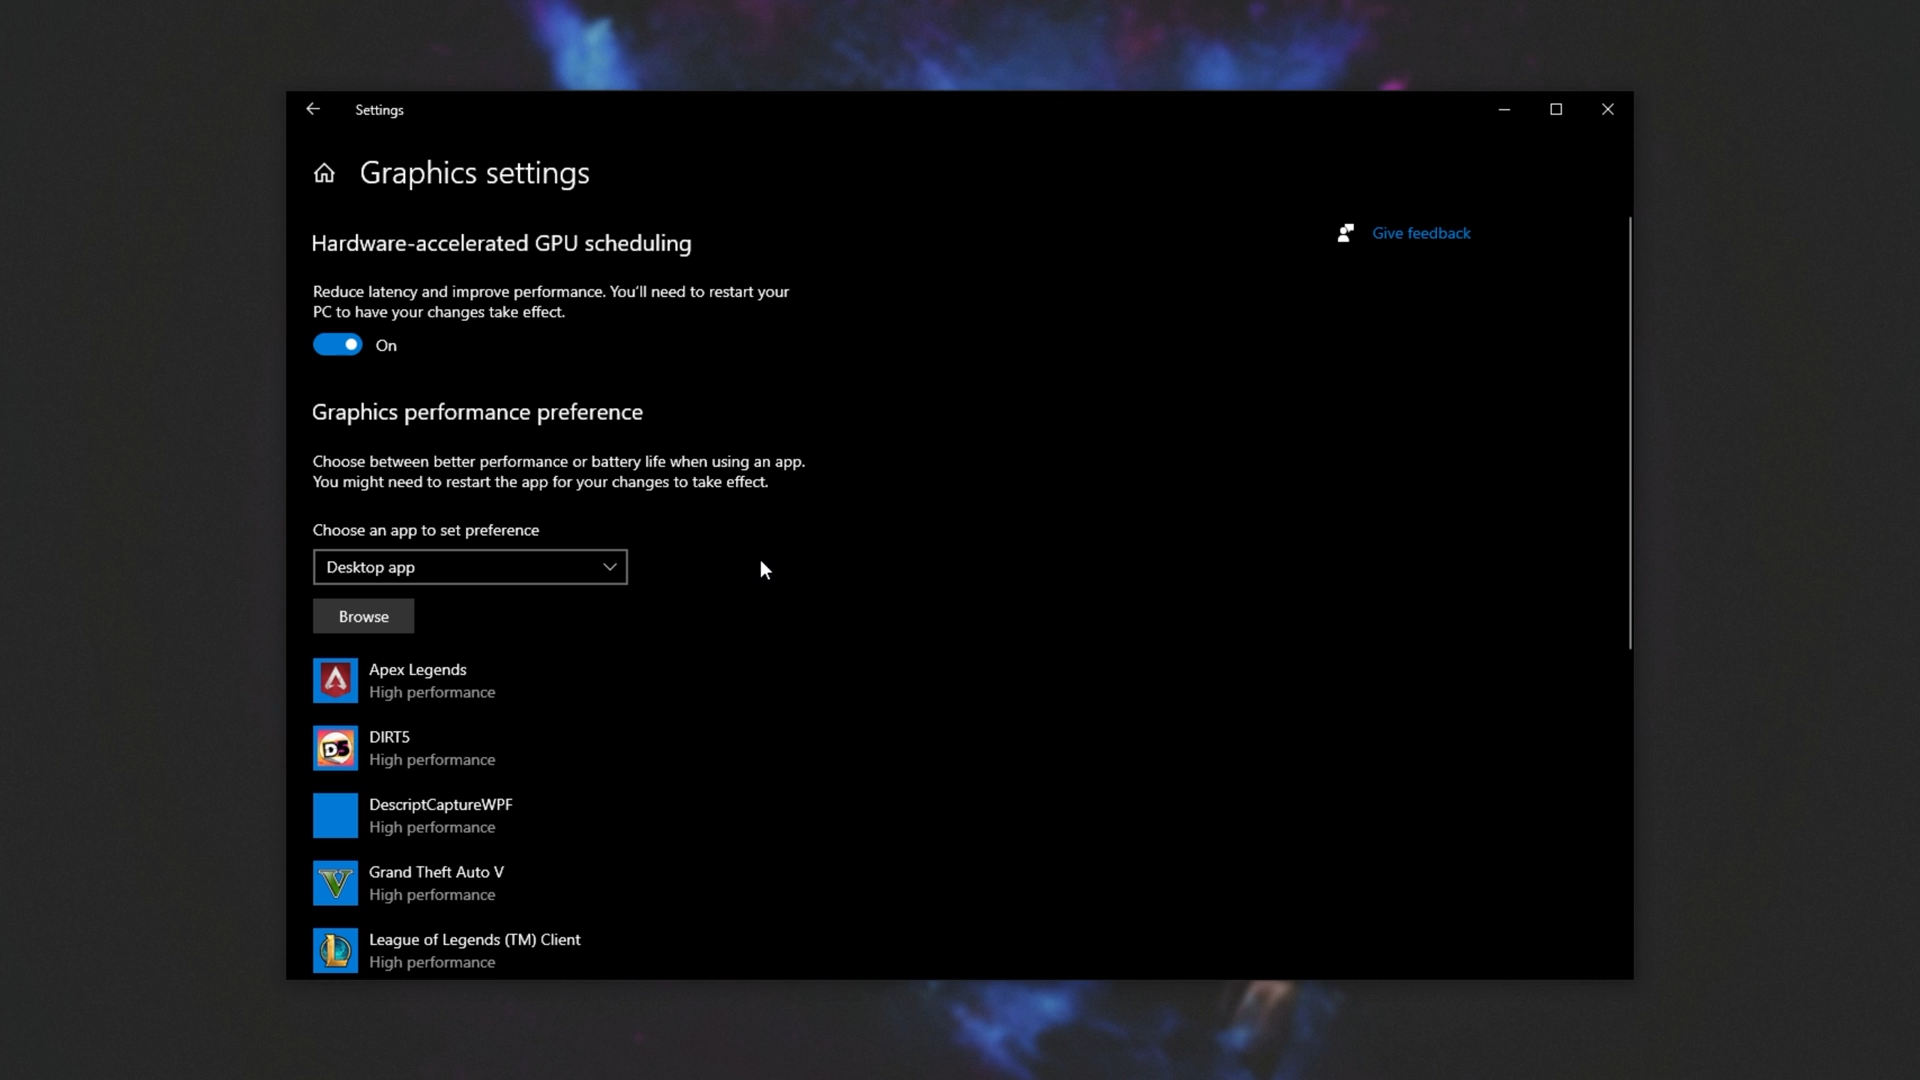 Settings
Graphics settings
Give feedback
Hardware-accelerated GPU scheduling
Reduce latency and improve performance. You'll need to restart your
PC to have your changes take effect.
On
Graphics performance preference
Choose between better performance or battery life when using an app.
You might need to restart the app for your changes to take effect.
Choose an app to set preference
Desktop app
Browse
Apex Legends
High performance
D5
DIRT5
High performance
DescriptCaptureWPF
High performance
V
Grand Theft Auto V
High performance
L
League of Legends (TM) Client
High performance